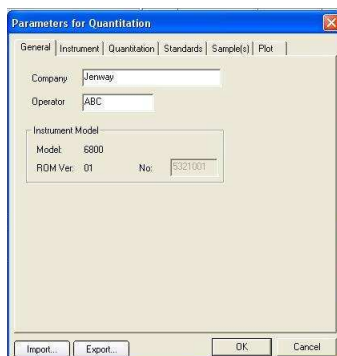 Parameters for Quantitation
General Instrument Quantitation Standards Sample(s) Plot
Company Jenway
Operator ABC
Instrument Model
Model: 6800
ROM Ver: 01 No: 5321001
Import... Export... OK Cancel